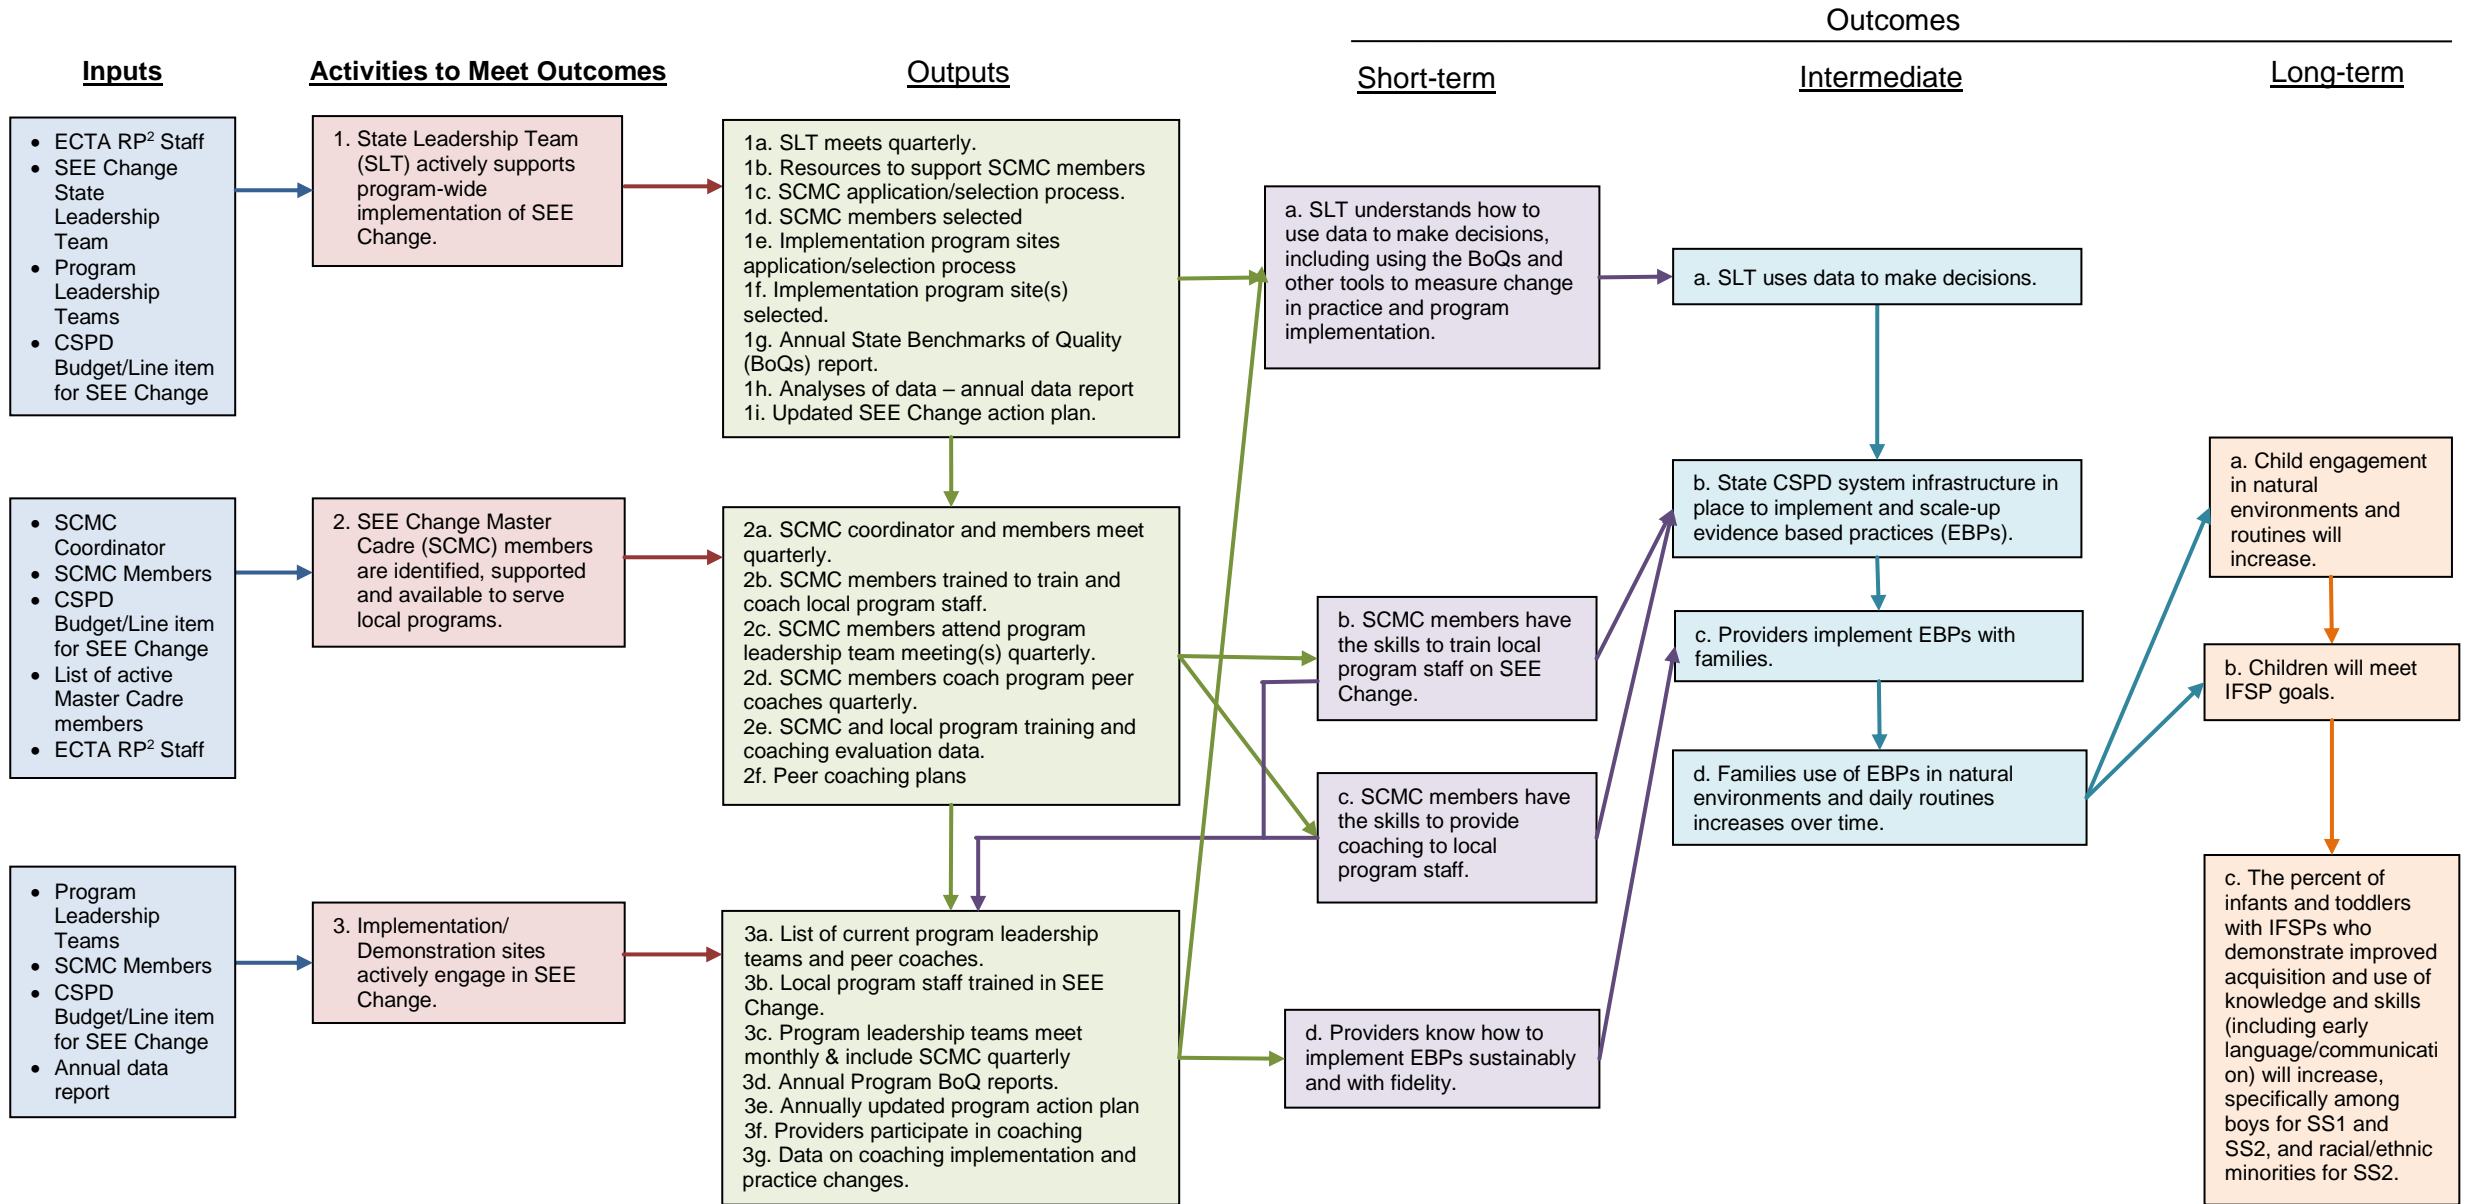 Outcomes
Inputs
Activities to Meet Outcomes
Outputs
Short-term
Intermediate
Long-term
• ECTA RP² Staff
• SEE Change
State
Leadership
Team
• Program
Leadership
Teams
• CSPD
Budget/Line item
for SEE Change
1. State Leadership Team
(SLT) actively supports
program-wide
implementation of SEE
Change.
1a. SLT meets quarterly.
1b. Resources to support SCMC members
1c. SCMC application/selection process.
1d. SCMC members selected
1e. Implementation program sites
application/selection process
1f. Implementation program site(s)
selected.
1g. Annual State Benchmarks of Quality
(BoQs) report.
1h. Analyses of data – annual data report
1i. Updated SEE Change action plan.
a. SLT understands how to
use data to make decisions,
including using the BoQs and
other tools to measure change
in practice and program
implementation.
a. SLT uses data to make decisions.
• SCMC
Coordinator
• SCMC Members
• CSPD
Budget/Line item
for SEE Change
• List of active
Master Cadre
members
• ECTA RP² Staff
2. SEE Change Master
Cadre (SCMC) members
are identified, supported
and available to serve
local programs.
2a. SCMC coordinator and members meet
quarterly.
2b. SCMC members trained to train and
coach local program staff.
2c. SCMC members attend program
leadership team meeting(s) quarterly.
2d. SCMC members coach program peer
coaches quarterly.
2e. SCMC and local program training and
coaching evaluation data.
2f. Peer coaching plans
b. SCMC members have
the skills to train local
program staff on SEE
Change.
c. SCMC members have
the skills to provide
coaching to local
program staff.
b. State CSPD system infrastructure in
place to implement and scale-up
evidence based practices (EBPs).
c. Providers implement EBPs with
families.
d. Families use of EBPs in natural
environments and daily routines
increases over time.
a. Child engagement
in natural
environments and
routines will
increase.
b. Children will meet
IFSP goals.
• Program
Leadership
Teams
• SCMC Members
• CSPD
Budget/Line item
for SEE Change
• Annual data
report
3. Implementation/
Demonstration sites
actively engage in SEE
Change.
3a. List of current program leadership
teams and peer coaches.
3b. Local program staff trained in SEE
Change.
3c. Program leadership teams meet
monthly & include SCMC quarterly
3d. Annual Program BoQ reports.
3e. Annually updated program action plan
3f. Providers participate in coaching
3g. Data on coaching implementation and
practice changes.
d. Providers know how to
implement EBPs sustainably
and with fidelity.
c. The percent of
infants and toddlers
with IFSPs who
demonstrate improved
acquisition and use of
knowledge and skills
(including early
language/communicati
on) will increase,
specifically among
boys for SS1 and
SS2, and racial/ethnic
minorities for SS2.